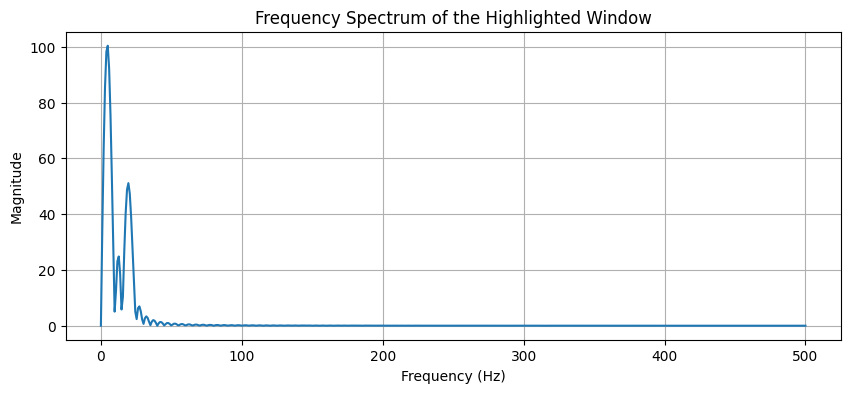 Frequency Spectrum of the Highlighted Window
100
80
60
40
20
0
Magnitude
0 100 200 300 400 500
Frequency (Hz)